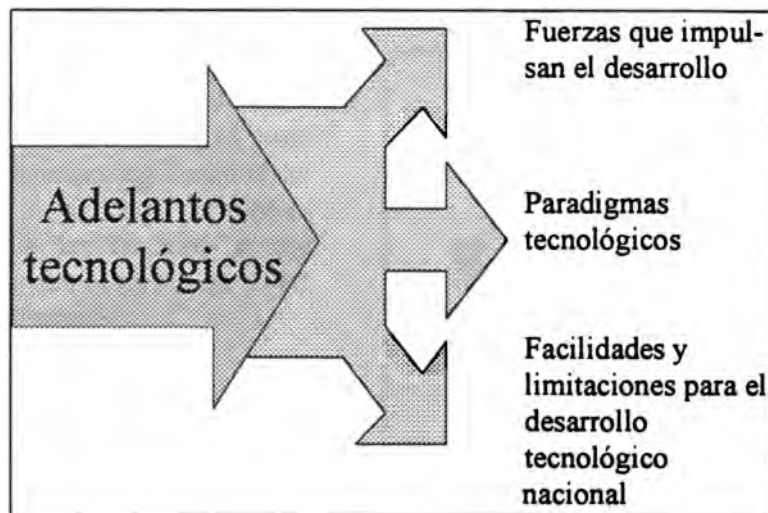 Adelantos
tecnológicos
Fuerzas que impul-
san el desarrollo
Paradigmas
tecnológicos
Facilidades y
limitaciones para el
desarrollo
tecnológico
nacional